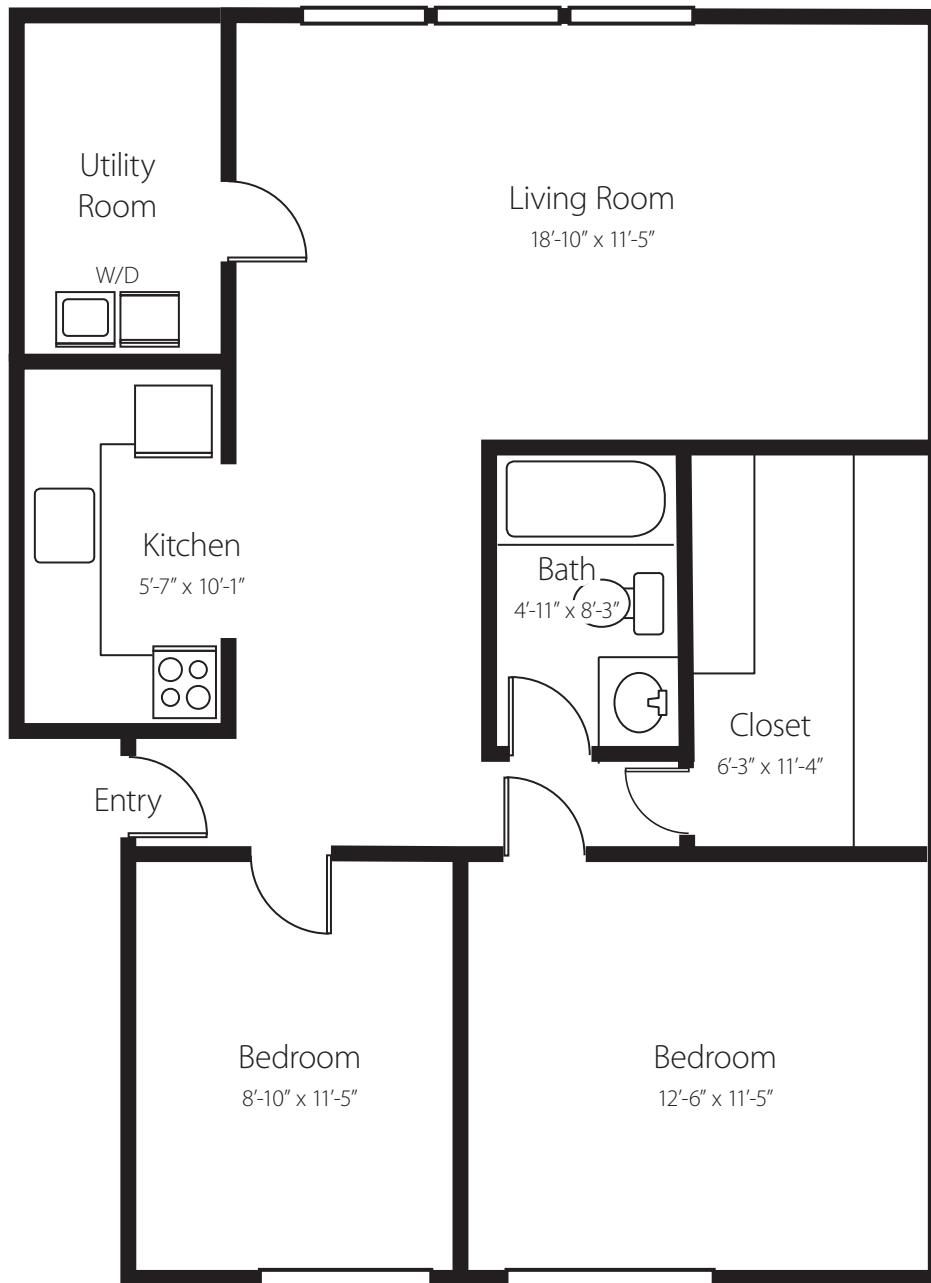 Utility
Room
W/D
Living Room
18’-10” x 11’-5”
Kitchen
5’-7” x 10’-1”
Bath
4’-11” x 8’-3”
Closet
6’-3” x 11’-4”
Entry
Bedroom
8’-10” x 11’-5”
Bedroom
12’-6” x 11’-5”